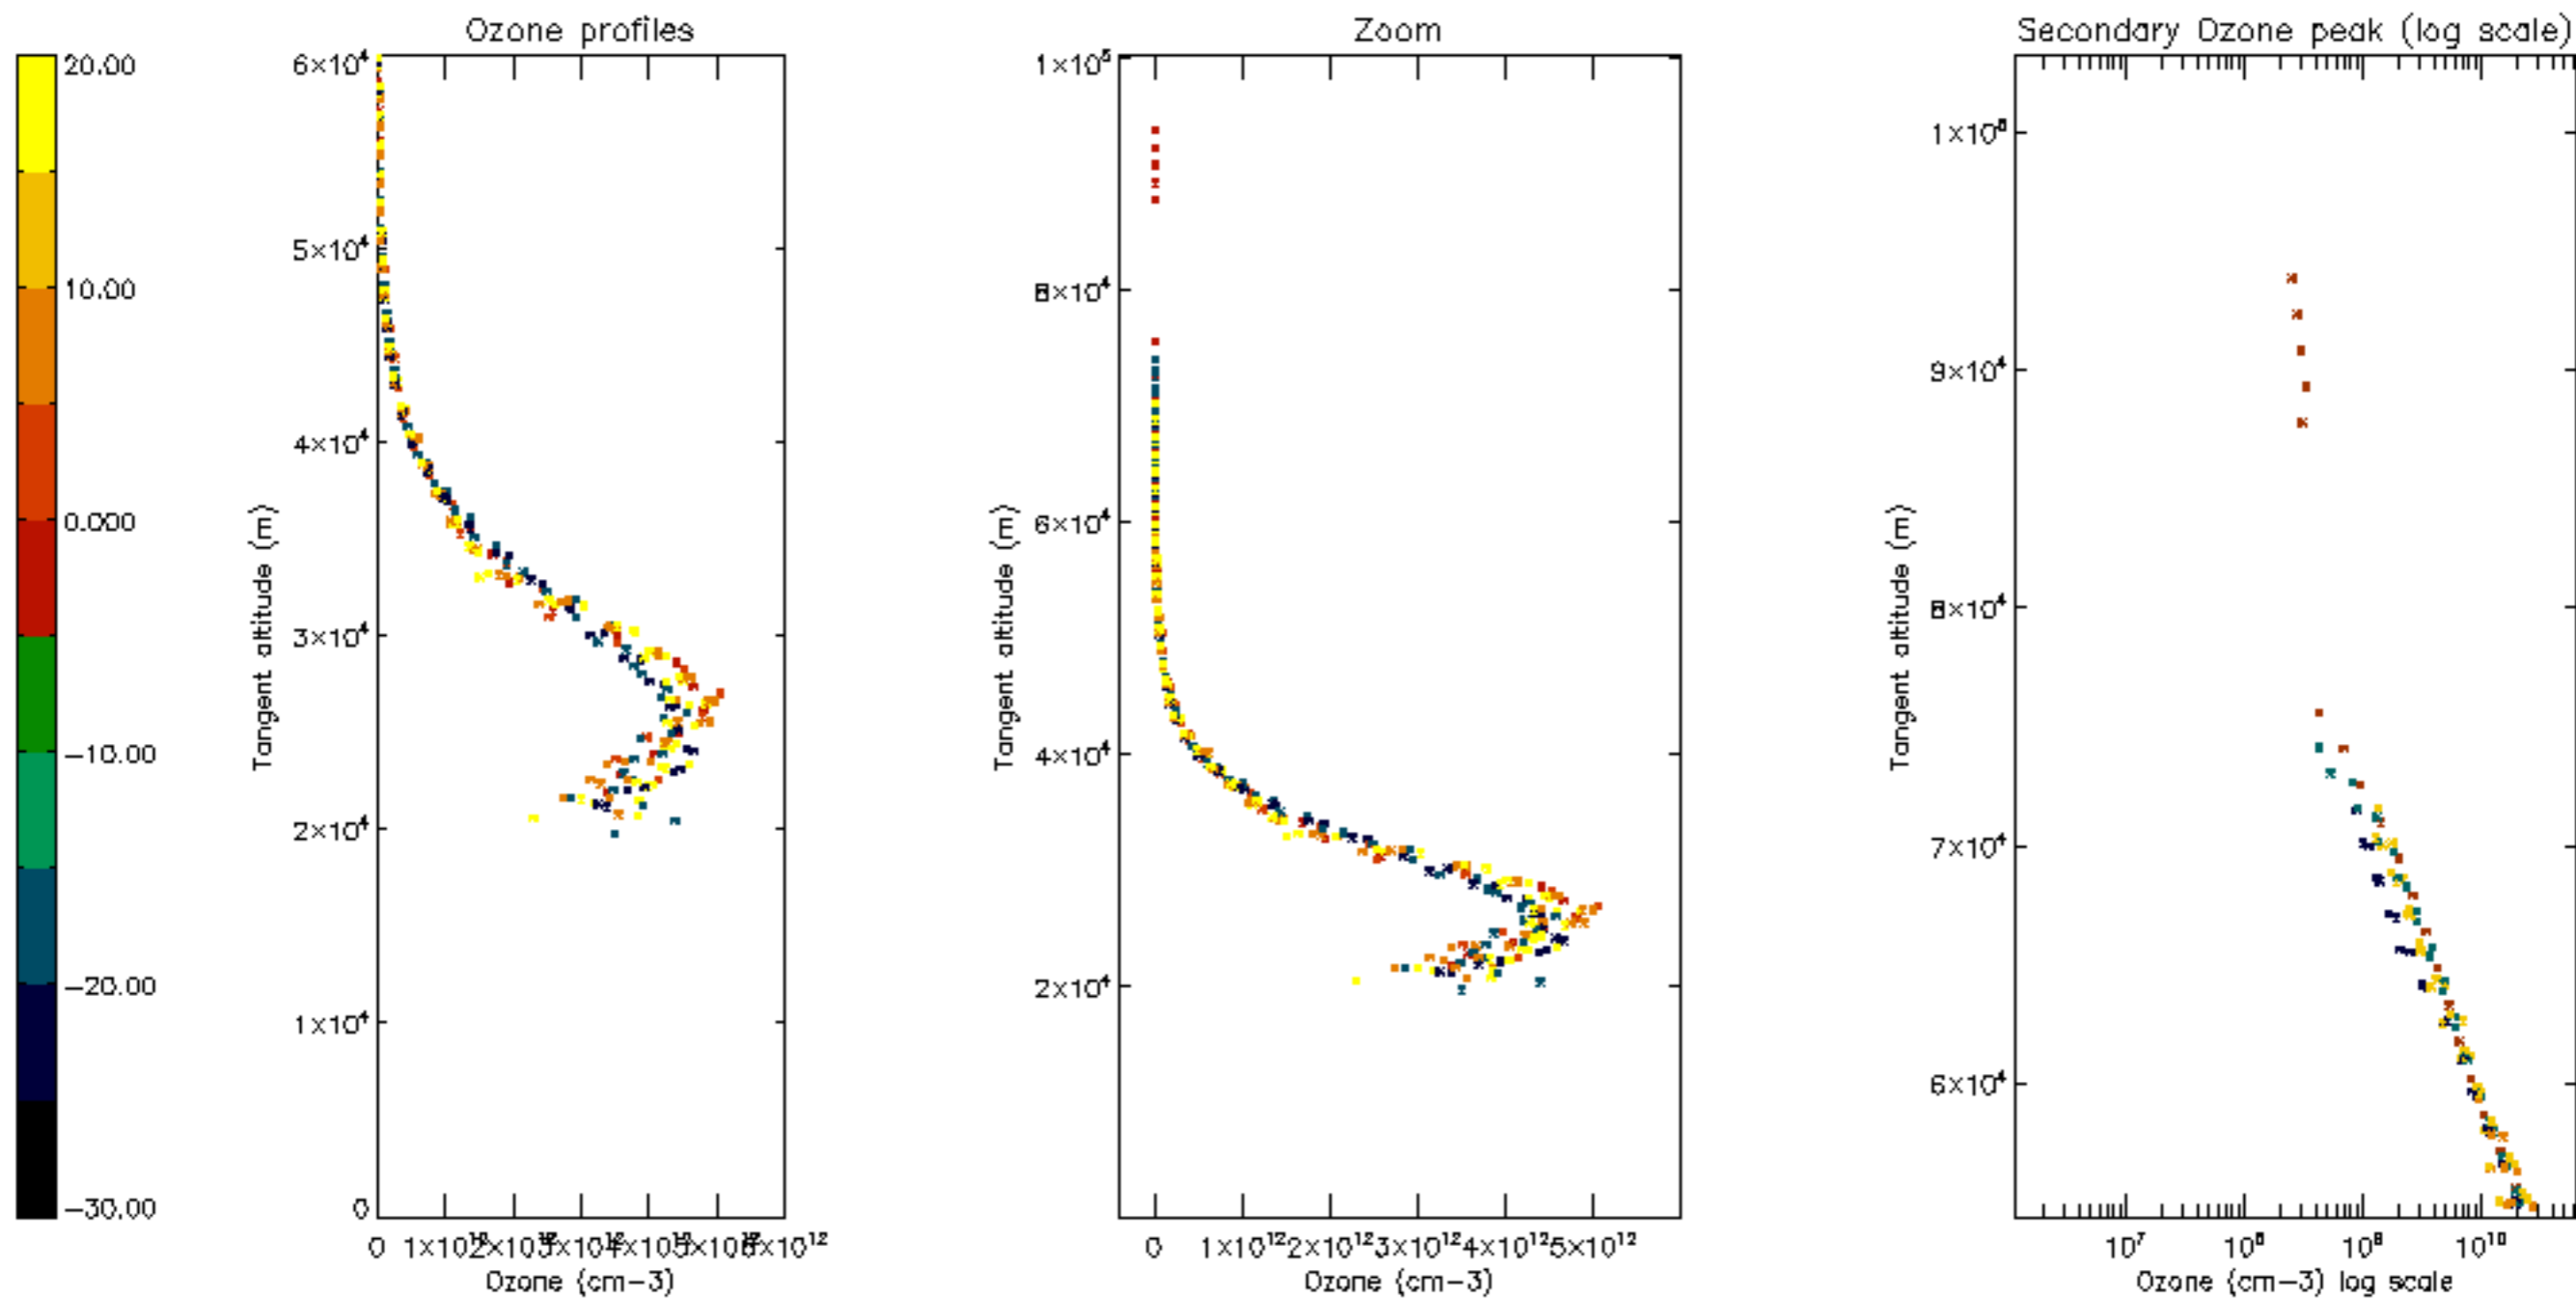 Ozone profiles
Zoom
Secondary Ozone peak (log scale)
20.00
10.00
0.000
-10.00
-20.00
-30.00
6×10⁴
5×10⁴
4×10⁴
3×10⁴
2×10⁴
1×10⁴
0
Tangent altitude (m)
0
Ozone (cm-3)
1×10⁵
8×10⁴
6×10⁴
4×10⁴
2×10⁴
Tangent altitude (m)
0 1×10¹² 2×10¹² 3×10¹² 4×10¹² 5×10¹²
Ozone (cm-3)
9×10⁴
8×10⁴
7×10⁴
6×10⁴
Tangent altitude (m)
10⁷ 10⁸ 10⁹ 10¹⁰
Ozone (cm-3) log scale